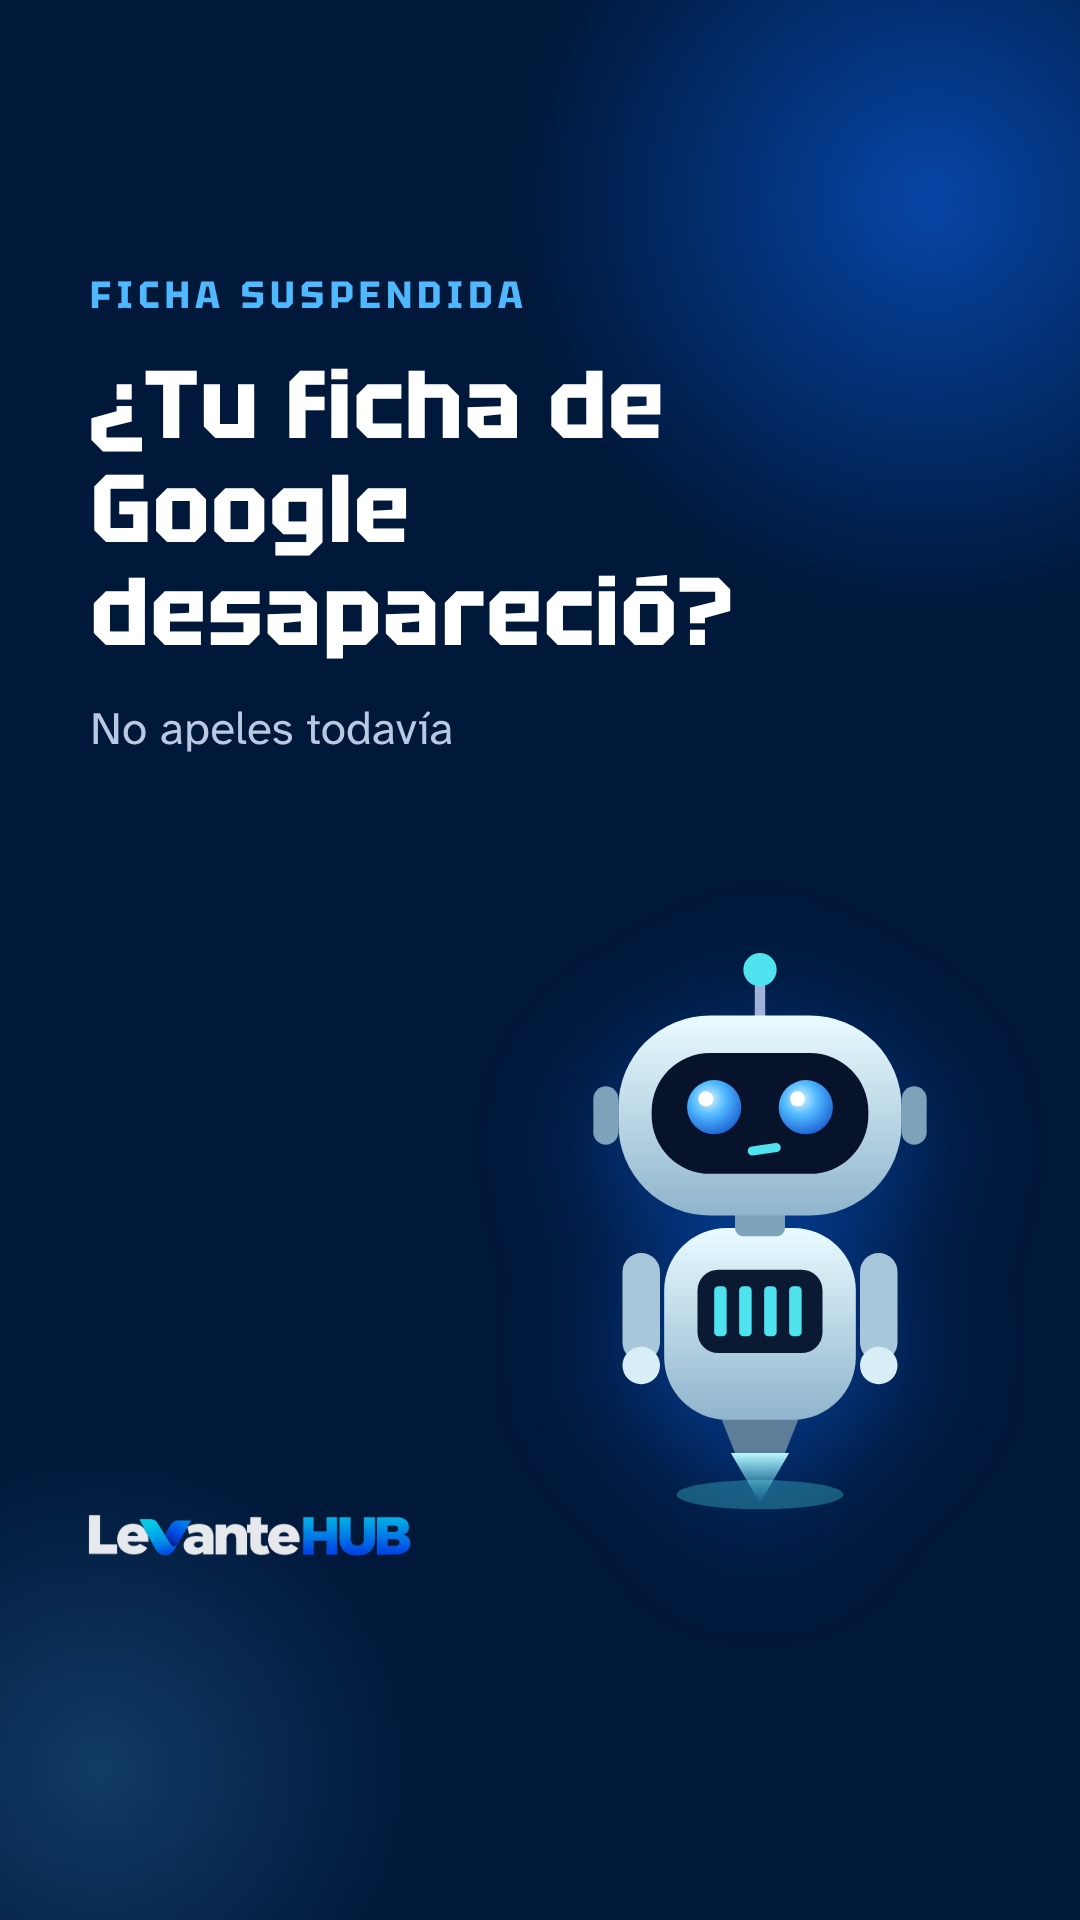 FICHA SUSPENDIDA
¿Tu ficha de
Google
desapareció?
No apeles todavía
LevanteHUB